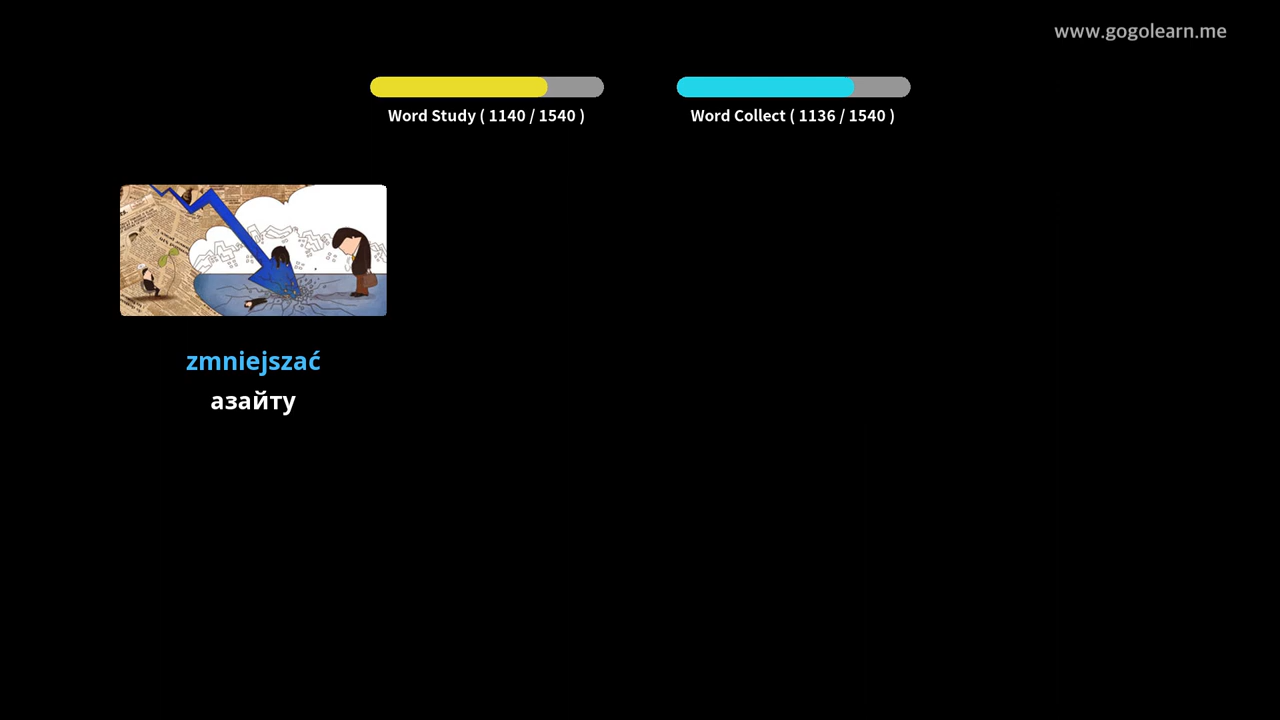 www.gogolearn.me
Word Study ( 1140 / 1540 )
Word Collect ( 1136 / 1540 )
zmniejszać
азайту